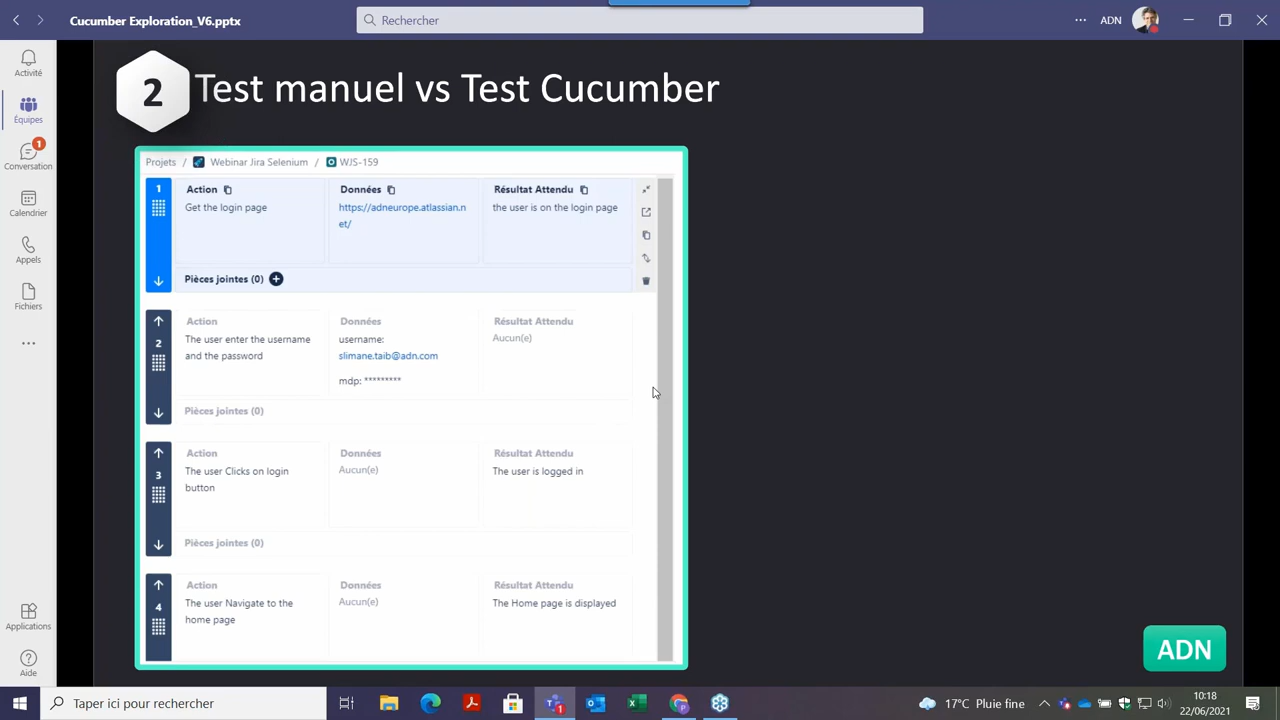 Cucumber Exploration_V6.pptx
Rechercher
ADN
Activité
Équipes
1
Conversation
Calendrier
Appels
Fichiers
Applications
Aide
2 Test manuel vs Test Cucumber
Projets / Webinar Jira Selenium / WJS-159
1
Action
Get the login page
Données
https://adneurope.atlassian.n
et/
Résultat Attendu
the user is on the login page
Pièces jointes (0)
2
Action
The user enter the username
and the password
Données
username:
slimane.taib@adn.com
mdp: *********
Résultat Attendu
Aucun(e)
Pièces jointes (0)
3
Action
The user Clicks on login
button
Données
Aucun(e)
Résultat Attendu
The user is logged in
Pièces jointes (0)
4
Action
The user Navigate to the
home page
Données
Aucun(e)
Résultat Attendu
The Home page is displayed
ADN
Taper ici pour rechercher
17°C Pluie fine
10:18
22/06/2021